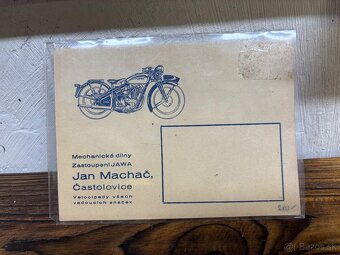 Mechanické dílny
Zastoupení JAWA
Jan Machač,
Častolovice
Velocipedy všech
vedoucích značek